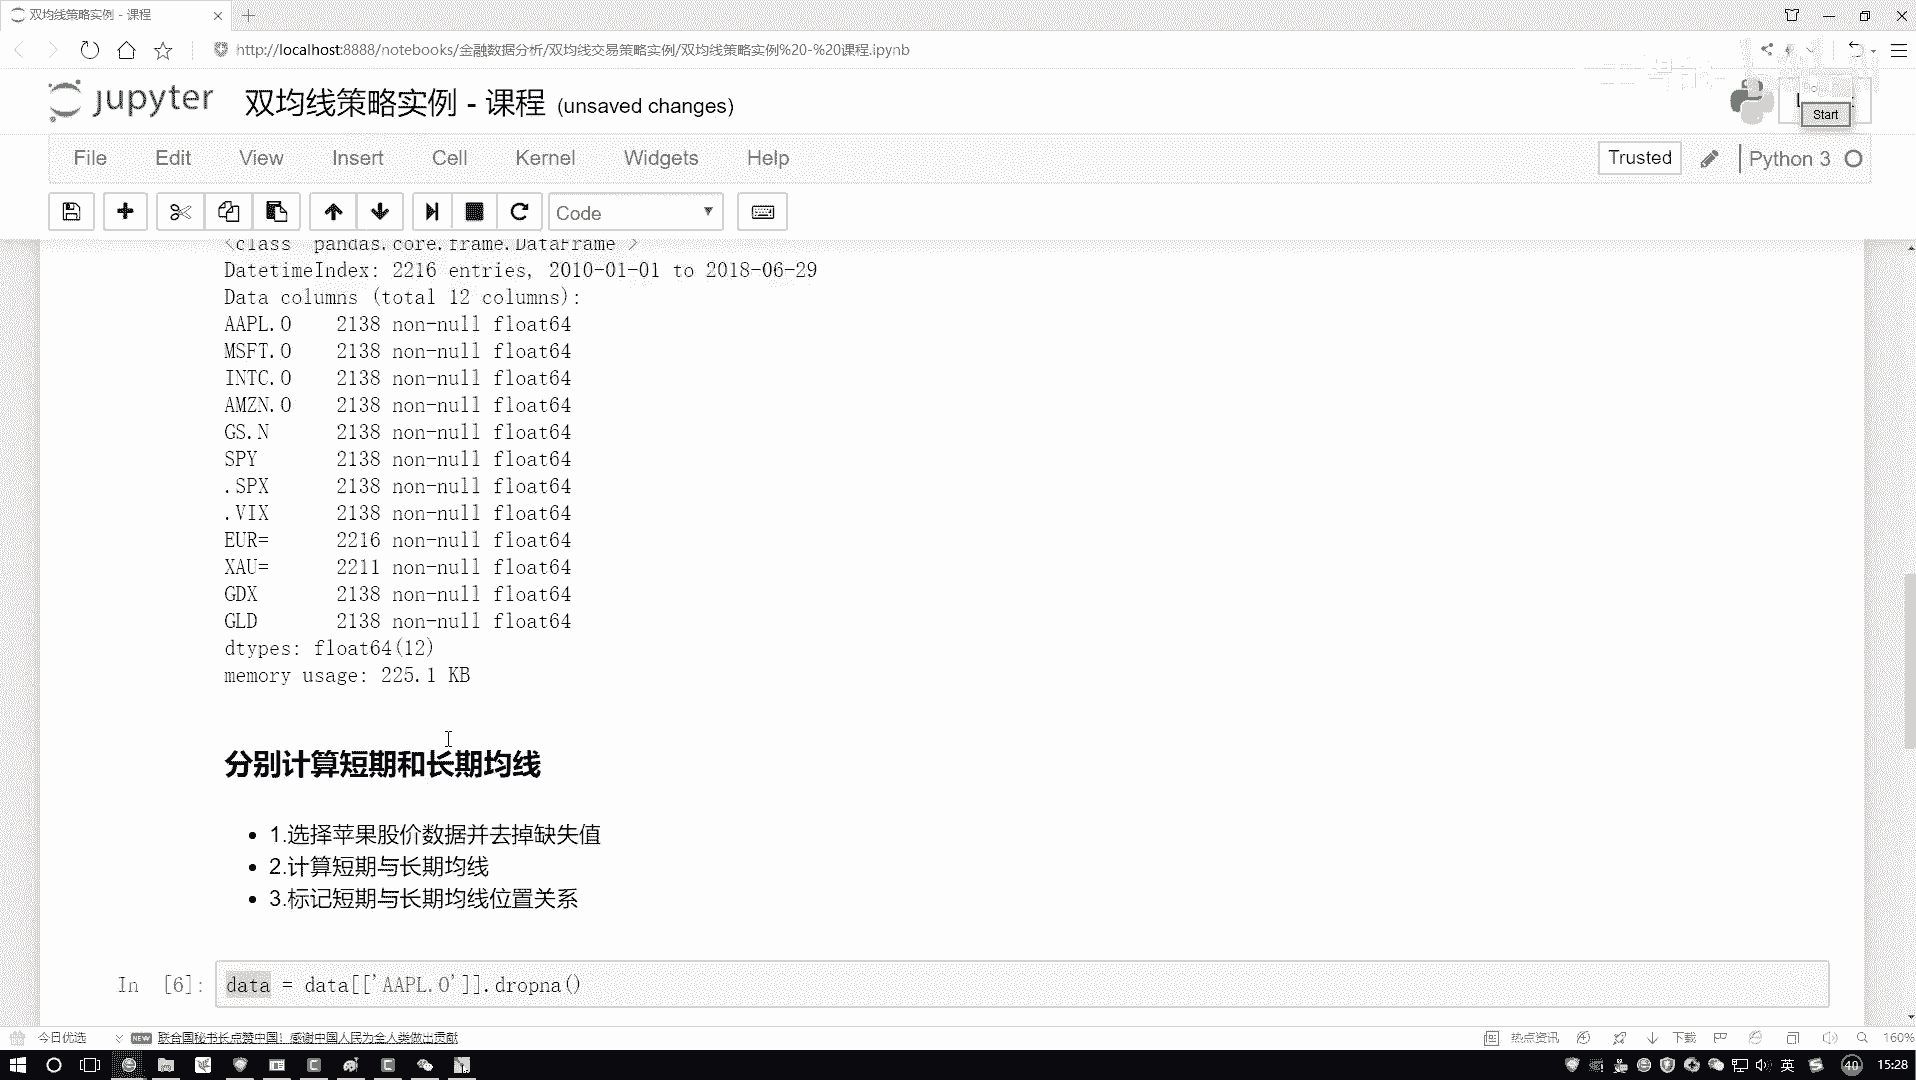 双均线策略实例 - 课程
http://localhost:8888/notebooks/金融数据分析/双均线交易策略实例/双均线策略实例%20-%20课程.ipynb
jupyter 双均线策略实例 - 课程 (unsaved changes)
Start
File Edit View Insert Cell Kernel Widgets Help
Trusted Python 3
Code
<class pandas.core.frame.DataFrame >
DatetimeIndex: 2216 entries, 2010-01-01 to 2018-06-29
Data columns (total 12 columns):
AAPL.O 2138 non-null float64
MSFT.O 2138 non-null float64
INTC.O 2138 non-null float64
AMZN.O 2138 non-null float64
GS.N 2138 non-null float64
SPY 2138 non-null float64
.SPX 2138 non-null float64
.VIX 2138 non-null float64
EUR= 2216 non-null float64
XAU= 2211 non-null float64
GDX 2138 non-null float64
GLD 2138 non-null float64
dtypes: float64(12)
memory usage: 225.1 KB
分别计算短期和长期均线
• 1.选择苹果股价数据并去掉缺失值
• 2.计算短期与长期均线
• 3.标记短期与长期均线位置关系
In [6]: data = data[['AAPL.O']].dropna()
今日优选 NEW 联合国秘书长点赞中国！感谢中国人民为全人类做出贡献 热点资讯 下载 160%
英 40 15:28